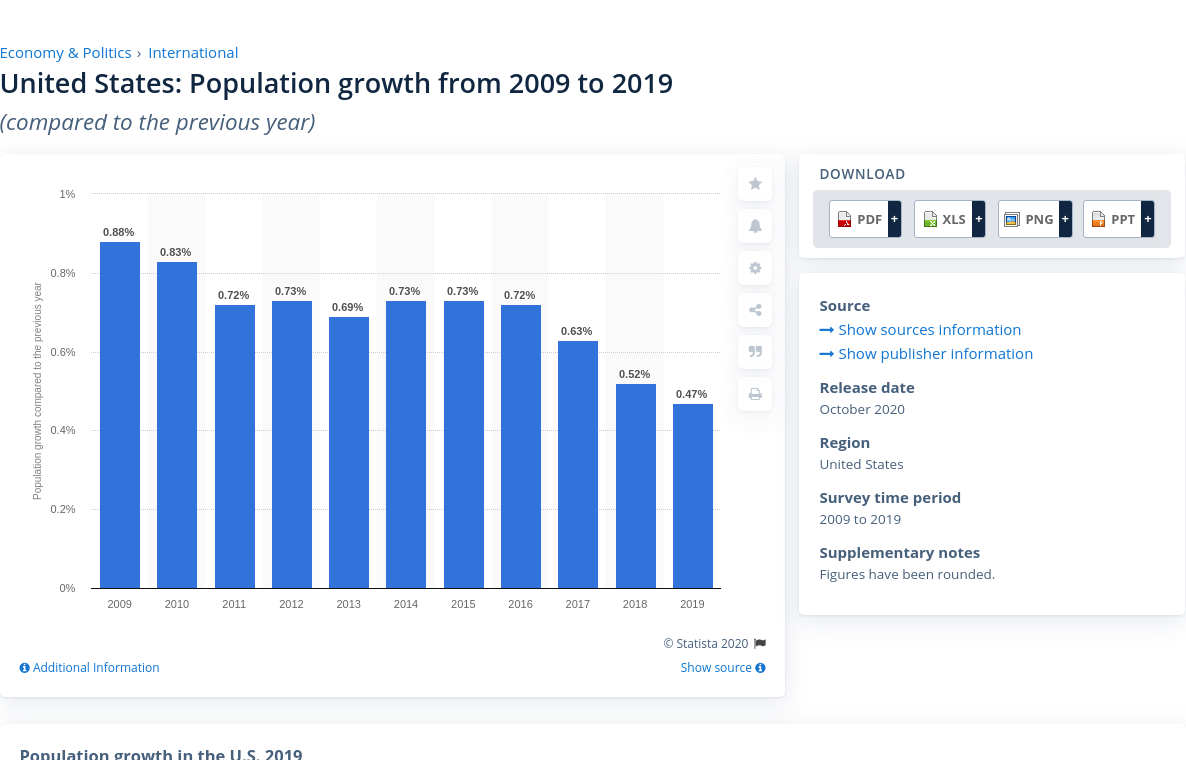 Economy & Politics › International
United States: Population growth from 2009 to 2019
(compared to the previous year)
Population growth compared to the previous year
1%
0.8%
0.6%
0.4%
0.2%
0%
0.88%
0.83%
0.72%
0.73%
0.69%
0.73%
0.73%
0.72%
0.63%
0.52%
0.47%
2009 2010 2011 2012 2013 2014 2015 2016 2017 2018 2019
© Statista 2020
Additional Information
Show source
DOWNLOAD
PDF + XLS + PNG + PPT +
Source
Show sources information
Show publisher information
Release date
October 2020
Region
United States
Survey time period
2009 to 2019
Supplementary notes
Figures have been rounded.
Population growth in the U.S. 2019